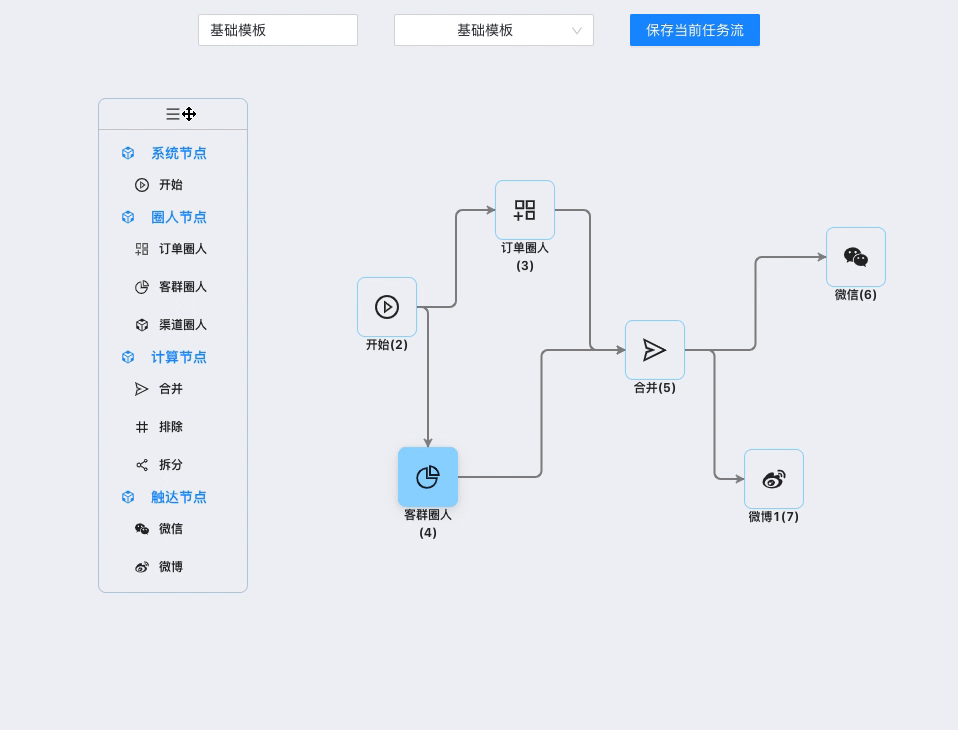 基础模板
基础模板
保存当前任务流
系统节点
开始
圈人节点
订单圈人
客群圈人
渠道圈人
计算节点
合并
排除
拆分
触达节点
微信
微博
订单圈人
(3)
开始(2)
微信(6)
合并(5)
客群圈人
(4)
微博1(7)